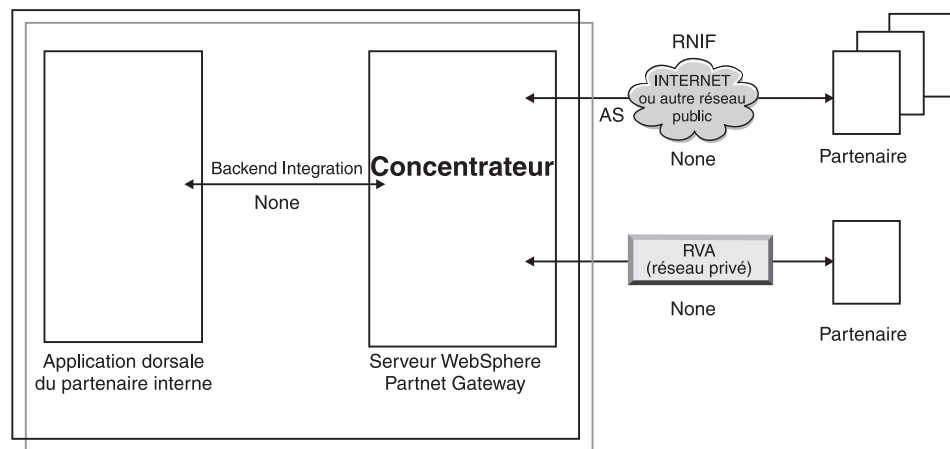 RNIF
INTERNET
ou autre réseau
public
AS
None
Partenaire
Backend Integration
Concentrateur
None
RVA
(réseau privé)
None
Partenaire
Application dorsale
du partenaire interne
Serveur WebSphere
Partnet Gateway